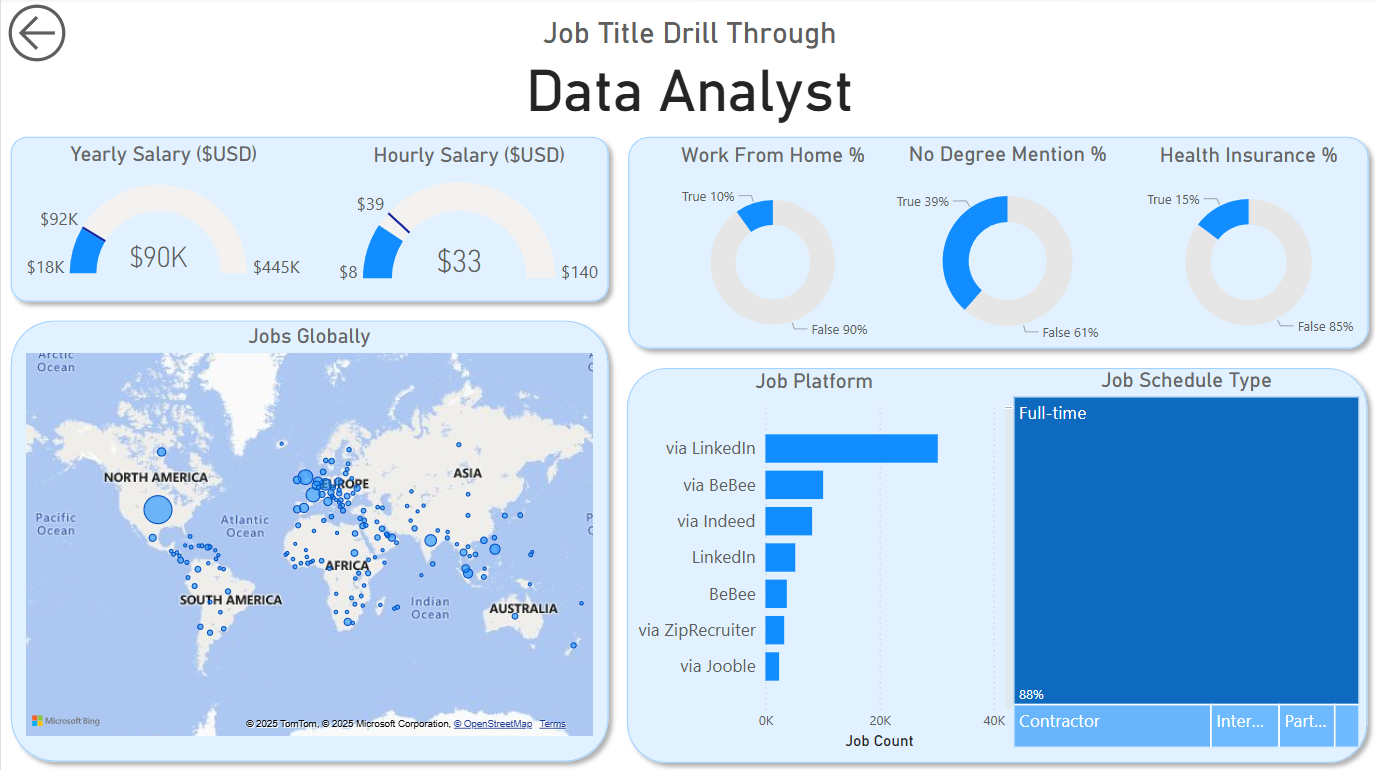 Job Title Drill Through
Data Analyst
Yearly Salary ($USD)
Hourly Salary ($USD)
$92K
$18K
$90K
$445K
$39
$8
$33
$140
Work From Home %
No Degree Mention %
Health Insurance %
True 10%
False 90%
True 39%
False 61%
True 15%
False 85%
Jobs Globally
Arctic
Ocean
A
O
NORTH AMERICA
EUROPE
ASIA
Pacific
Ocean
Atlantic
Ocean
P
AFRICA
SOUTH AMERICA
Indian
Ocean
AUSTRALIA
Microsoft Bing
© 2025 TomTom, © 2025 Microsoft Corporation, © OpenStreetMap Terms
Job Platform
via LinkedIn
via BeBee
via Indeed
LinkedIn
BeBee
via ZipRecruiter
via Jooble
0K
20K
40K
Job Count
Job Schedule Type
Full-time
88%
Contractor
Inter...
Part...